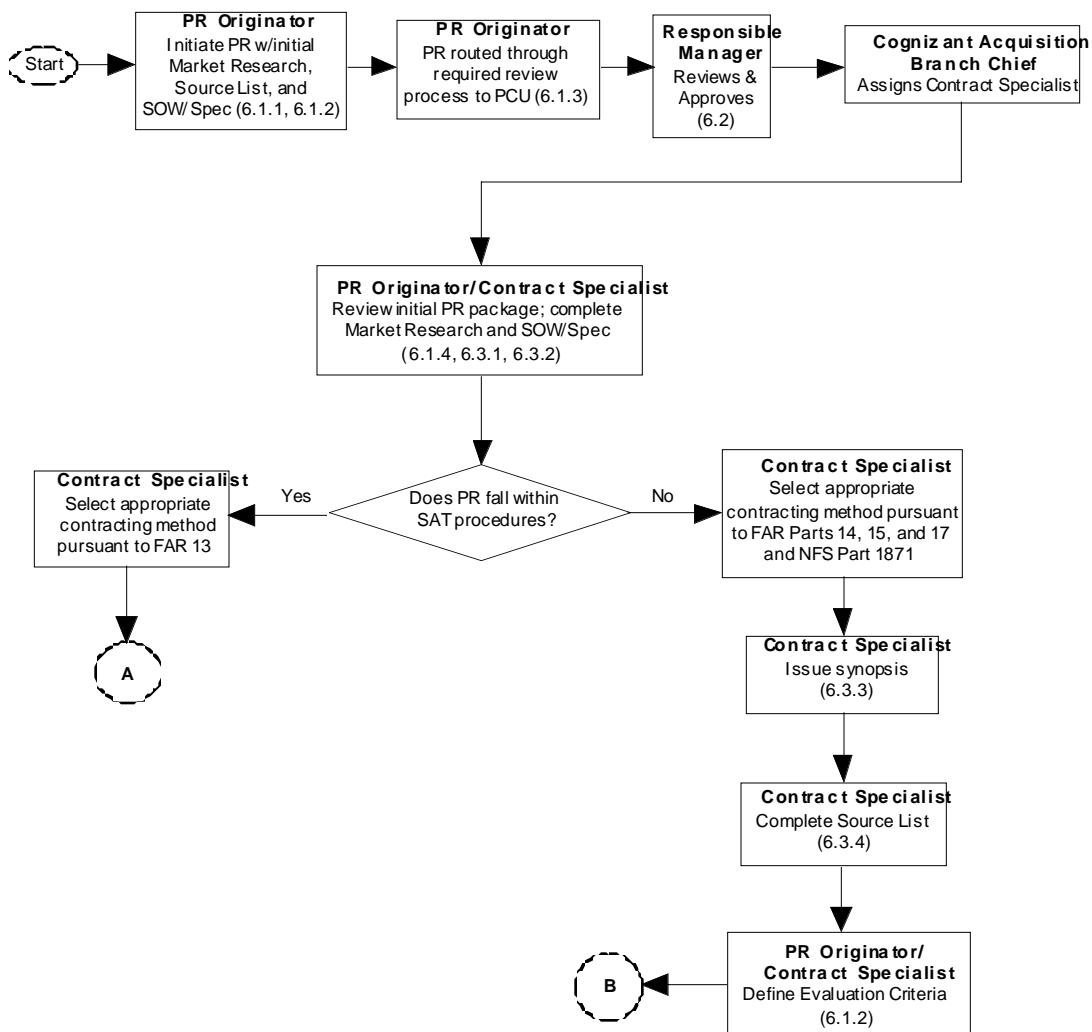 Start
PR Originator
Initiate PR w/initial
Market Research,
Source List, and
SOW/Spec (6.1.1, 6.1.2)
PR Originator
PR routed through
required review
process to PCU (6.1.3)
Responsible
Manager
Reviews &
Approves
(6.2)
Cognizant Acquisition
Branch Chief
Assigns Contract Specialist
PR Originator/Contract Specialist
Review initial PR package; complete
Market Research and SOW/Spec
(6.1.4, 6.3.1, 6.3.2)
Does PR fall within
SAT procedures?
Yes
No
Contract Specialist
Select appropriate
contracting method
pursuant to FAR 13
A
Contract Specialist
Select appropriate
contracting method pursuant
to FAR Parts 14, 15, and 17
and NFS Part 1871
Contract Specialist
Issue synopsis
(6.3.3)
Contract Specialist
Complete Source List
(6.3.4)
PR Originator/
Contract Specialist
Define Evaluation Criteria
(6.1.2)
B